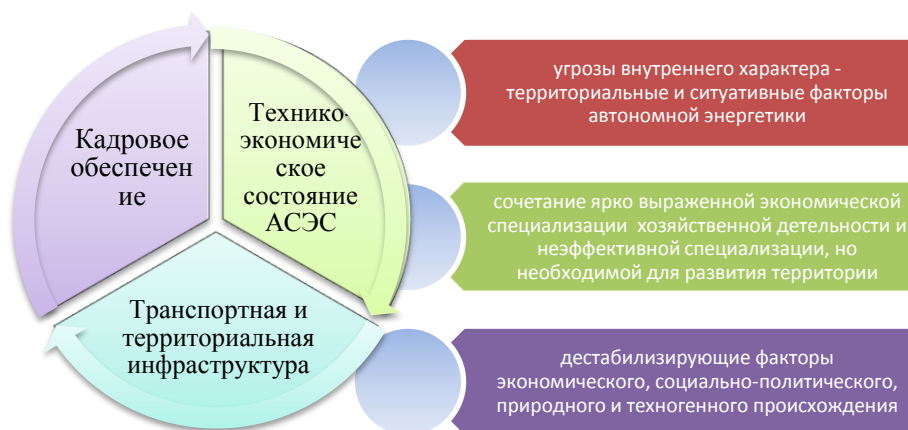 Кадровое
обеспечен
ие
Технико-
экономиче
ское
состояние
АСЭС
Транспортная и
территориальная
инфраструктура
угрозы внутреннего характера -
территориальные и ситуативные факторы
автономной энергетики
сочетание ярко выраженной экономической
специализации хозяйственной детельности и
неэффективной специализации, но
необходимой для развития территории
дестабилизирующие факторы
экономического, социально-политического,
природного и техногенного происхождения